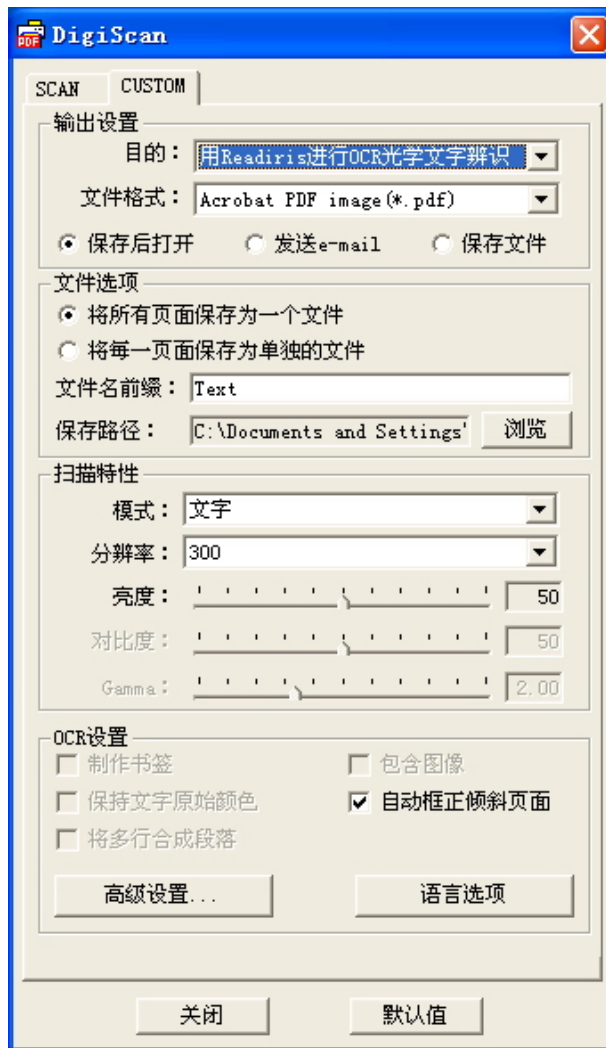 DigiScan
SCAN CUSTOM
输出设置
目的： 用Readiris进行OCR光学文字辨识
文件格式： Acrobat PDF image(*.pdf)
保存后打开 发送e-mail 保存文件
文件选项
将所有页面保存为一个文件
将每一页面保存为单独的文件
文件名前缀： Text
保存路径： C:\Documents and Settings' 浏览
扫描特性
模式： 文字
分辨率： 300
亮度： 50
对比度： 50
Gamma： 2.00
OCR设置
制作书签 包含图像
保持文字原始颜色 自动框正倾斜页面
将多行合成段落
高级设置... 语言选项
关闭 默认值